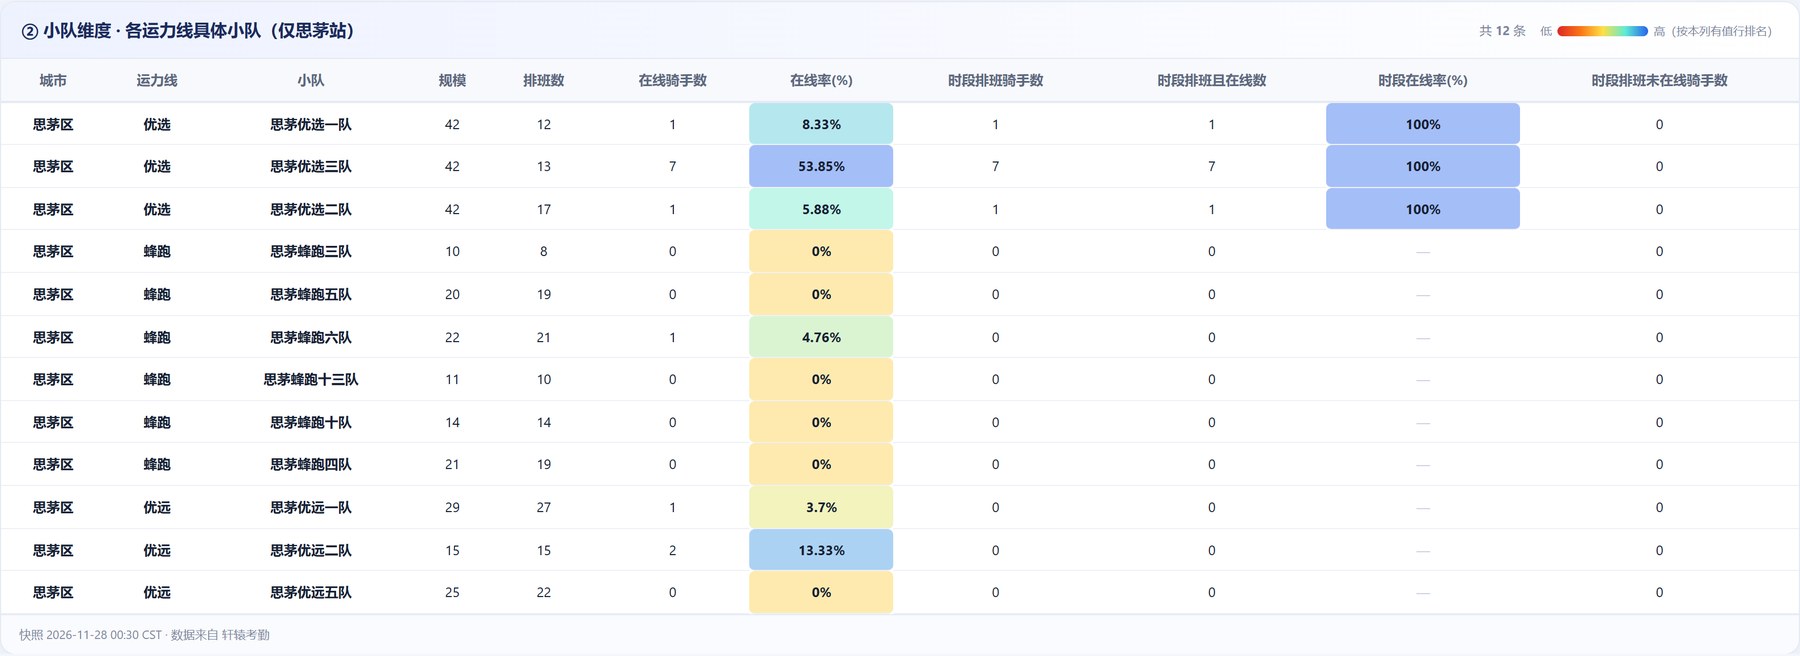 ② 小队维度 · 各运力线具体小队（仅思茅站）
共 12 条 低 高 (按本列有值行排名)
城市 运力线 小队 规模 排班数 在线骑手数 在线率(%) 时段排班骑手数 时段排班且在线数 时段在线率(%) 时段排班未在线骑手数
思茅区 优选 思茅优选一队 42 12 1 8.33% 1 1 100% 0
思茅区 优选 思茅优选三队 42 13 7 53.85% 7 7 100% 0
思茅区 优选 思茅优选二队 42 17 1 5.88% 1 1 100% 0
思茅区 蜂跑 思茅蜂跑三队 10 8 0 0% 0 0 — 0
思茅区 蜂跑 思茅蜂跑五队 20 19 0 0% 0 0 — 0
思茅区 蜂跑 思茅蜂跑六队 22 21 1 4.76% 0 0 — 0
思茅区 蜂跑 思茅蜂跑十三队 11 10 0 0% 0 0 — 0
思茅区 蜂跑 思茅蜂跑十队 14 14 0 0% 0 0 — 0
思茅区 蜂跑 思茅蜂跑四队 21 19 0 0% 0 0 — 0
思茅区 优远 思茅优远一队 29 27 1 3.7% 0 0 — 0
思茅区 优远 思茅优远二队 15 15 2 13.33% 0 0 — 0
思茅区 优远 思茅优远五队 25 22 0 0% 0 0 — 0
快照 2026-11-28 00:30 CST · 数据来自 轩辕考勤